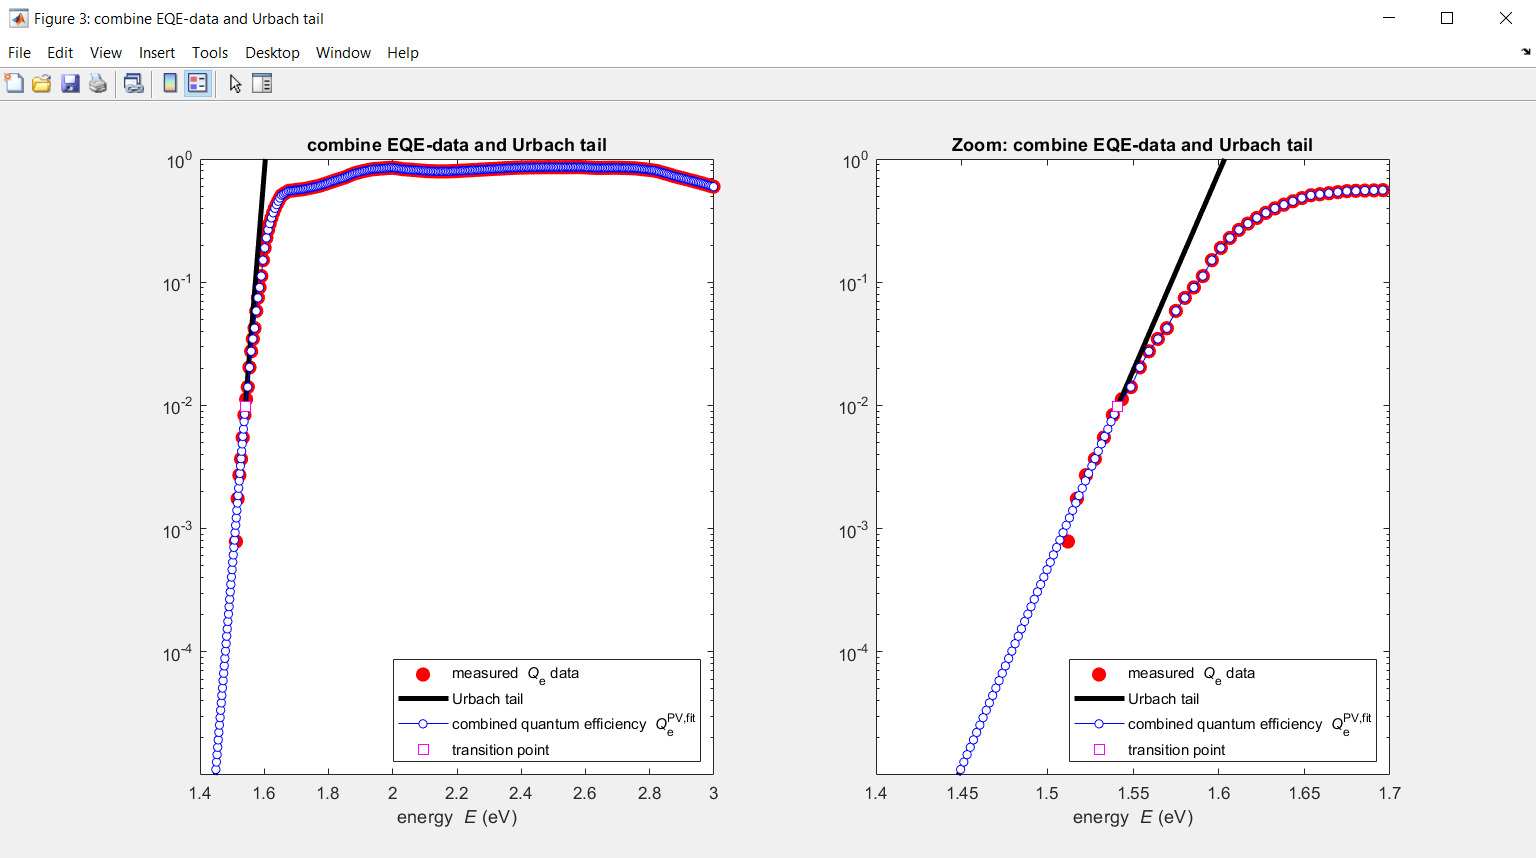 Figure 3: combine EQE-data and Urbach tail
File Edit View Insert Tools Desktop Window Help
combine EQE-data and Urbach tail
10^0
10^-1
10^-2
10^-3
10^-4
measured Q_e data
Urbach tail
combined quantum efficiency Q_e^PV,fit
transition point
1.4 1.6 1.8 2 2.2 2.4 2.6 2.8 3
energy E (eV)
Zoom: combine EQE-data and Urbach tail
10^0
10^-1
10^-2
10^-3
10^-4
measured Q_e data
Urbach tail
combined quantum efficiency Q_e^PV,fit
transition point
1.4 1.45 1.5 1.55 1.6 1.65 1.7
energy E (eV)